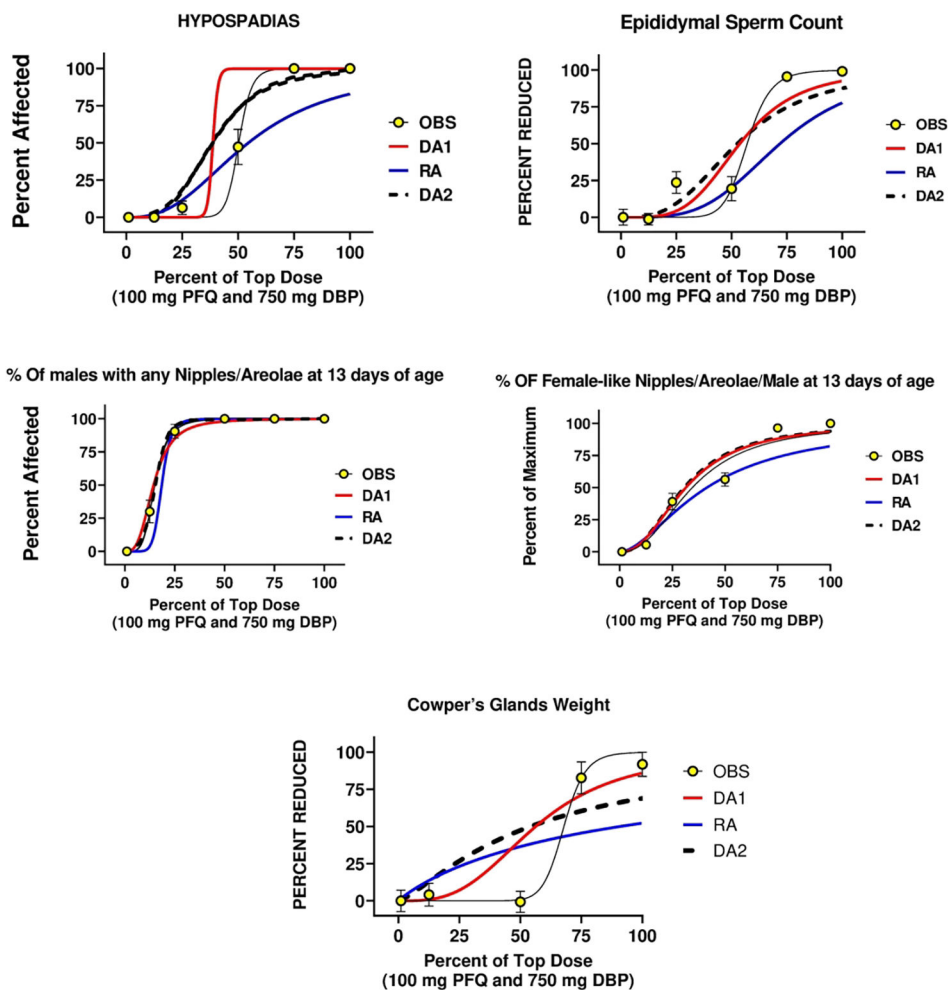 HYPOSPADIAS
Percent Affected
100
75
50
25
0
0 25 50 75 100
Percent of Top Dose
(100 mg PFQ and 750 mg DBP)
OBS
DA1
RA
DA2
Epididymal Sperm Count
PERCENT REDUCED
100
75
50
25
0
0 25 50 75 100
Percent of Top Dose
(100 mg PFQ and 750 mg DBP)
OBS
DA1
RA
DA2
% Of males with any Nipples/Areolae at 13 days of age
Percent Affected
100
75
50
25
0
0 25 50 75 100
Percent of Top Dose
(100 mg PFQ and 750 mg DBP)
OBS
DA1
RA
DA2
% OF Female-like Nipples/Areolae/Male at 13 days of age
Percent of Maximum
100
75
50
25
0
0 25 50 75 100
Percent of Top Dose
(100 mg PFQ and 750 mg DBP)
OBS
DA1
RA
DA2
Cowper's Glands Weight
PERCENT REDUCED
100
75
50
25
0
0 25 50 75 100
Percent of Top Dose
(100 mg PFQ and 750 mg DBP)
OBS
DA1
RA
DA2